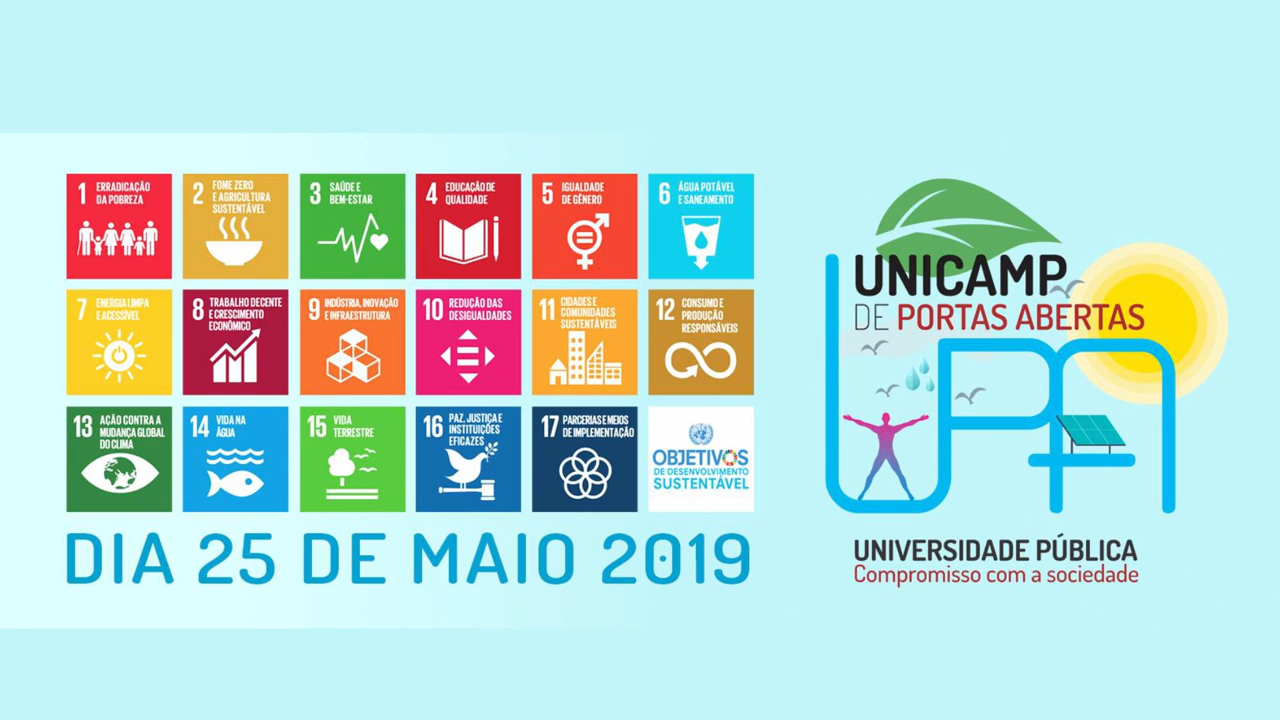 1 ERRADICAÇÃO
DA POBREZA
2 FOME ZERO
E AGRICULTURA
SUSTENTÁVEL
3 SAÚDE E
BEM-ESTAR
4 EDUCAÇÃO DE
QUALIDADE
5 IGUALDADE
DE GÊNERO
6 ÁGUA POTÁVEL
E SANEAMENTO
7 ENERGIA LIMPA
E ACESSÍVEL
8 TRABALHO DECENTE
E CRESCIMENTO
ECONÔMICO
9 INDÚSTRIA, INOVAÇÃO
E INFRAESTRUTURA
10 REDUÇÃO DAS
DESIGUALDADES
11 CIDADES E
COMUNIDADES
SUSTENTÁVEIS
12 CONSUMO E
PRODUÇÃO
RESPONSÁVEIS
13 AÇÃO CONTRA A
MUDANÇA GLOBAL
DO CLIMA
14 VIDA NA
ÁGUA
15 VIDA
TERRESTRE
16 PAZ, JUSTIÇA E
INSTITUIÇÕES
EFICAZES
17 PARCERIAS E MEIOS
DE IMPLEMENTAÇÃO
OBJETIVOS
DE DESENVOLVIMENTO
SUSTENTÁVEL
DIA 25 DE MAIO 2019
UNICAMP
DE PORTAS ABERTAS
UPA
UNIVERSIDADE PÚBLICA
Compromisso com a sociedade